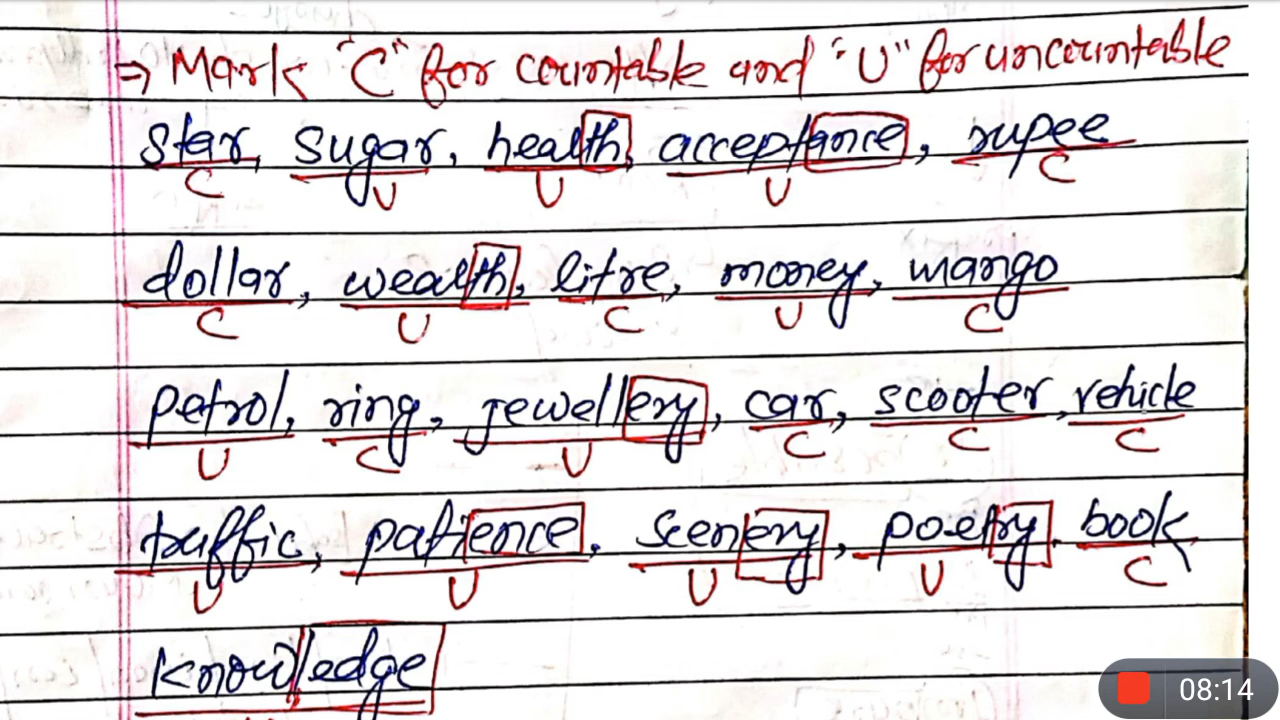 ⇒ Mark "C" for countable and "U" for uncountable
star, sugar, health, acceptance, rupee
C U U U C
dollar, wealth, litre, money, mango
C U C U C
petrol, ring, jewellery, car, scooter, vehicle
U C U C C C
traffic, patience, scenery, poetry, book
U U U U C
knowledge
08:14